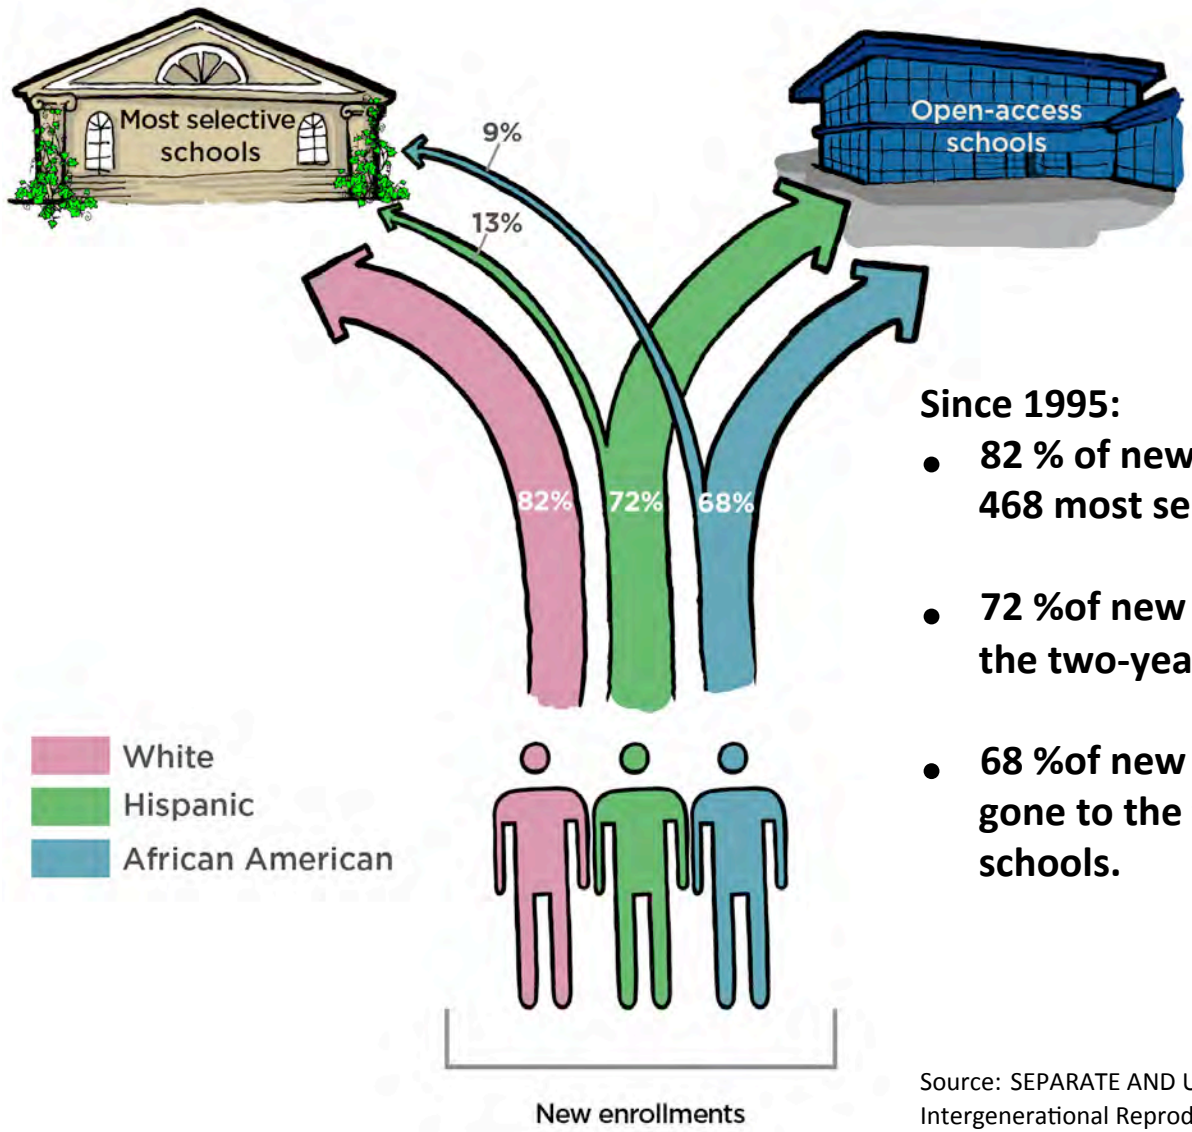 Most selective
schools
Open-access
schools
9%
13%
82%
72%
68%
Since 1995:
• 82 % of new
468 most se
• 72 %of new
the two-yea
• 68 %of new
gone to the
schools.
White
Hispanic
African American
New enrollments
Source: SEPARATE AND U
Intergenerational Reprod